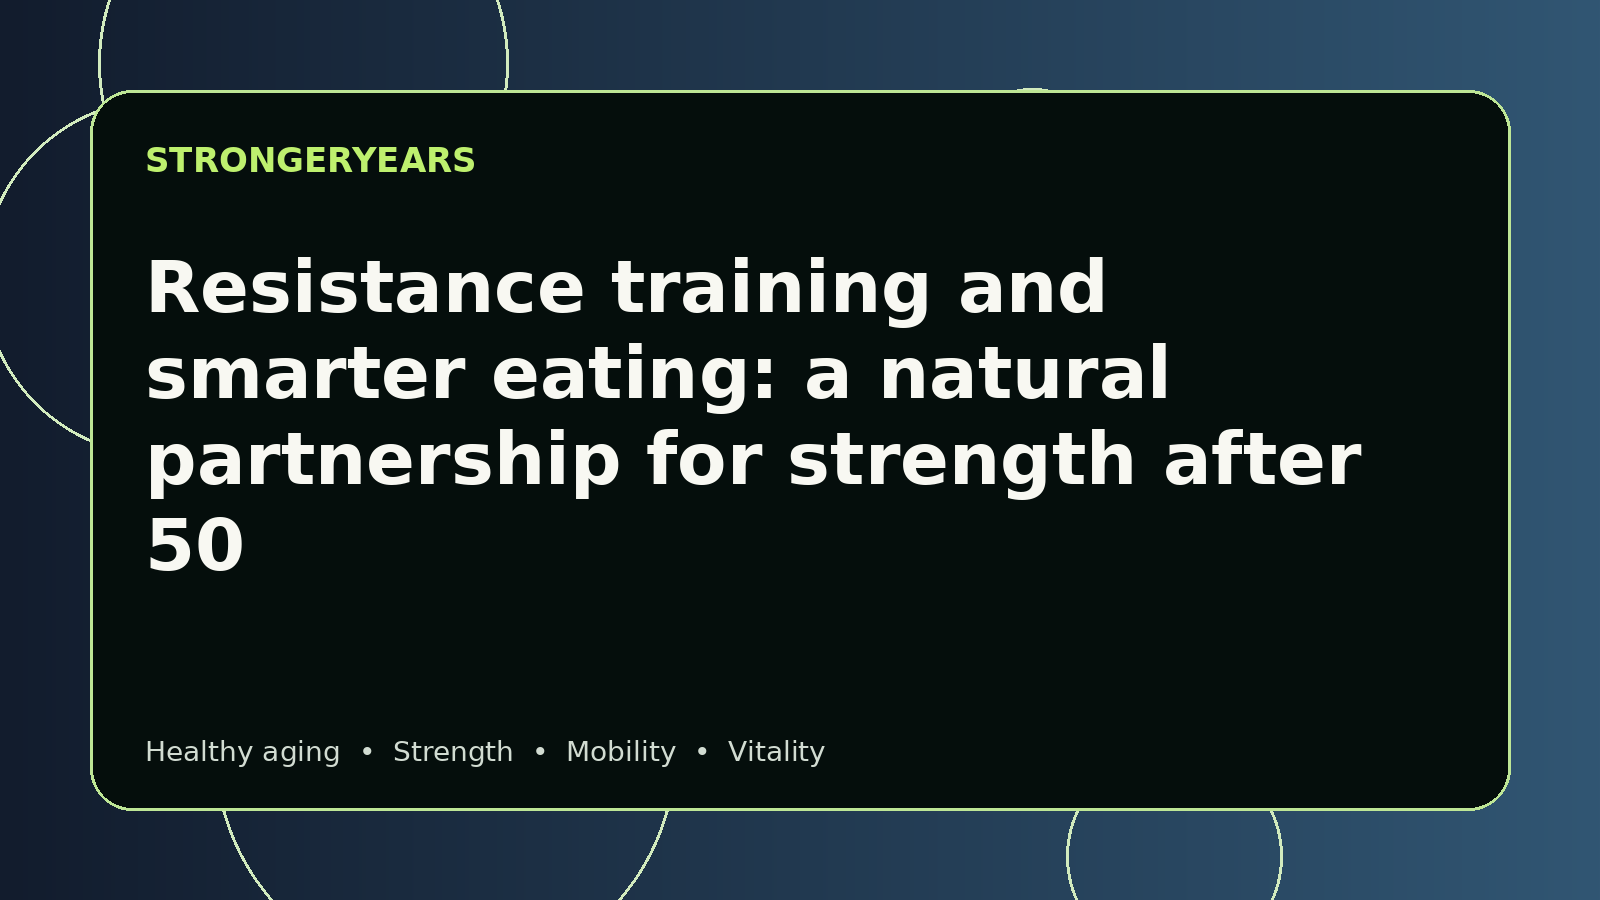 STRONGERYEARS
Resistance training and
smarter eating: a natural
partnership for strength after
50
Healthy aging • Strength • Mobility • Vitality